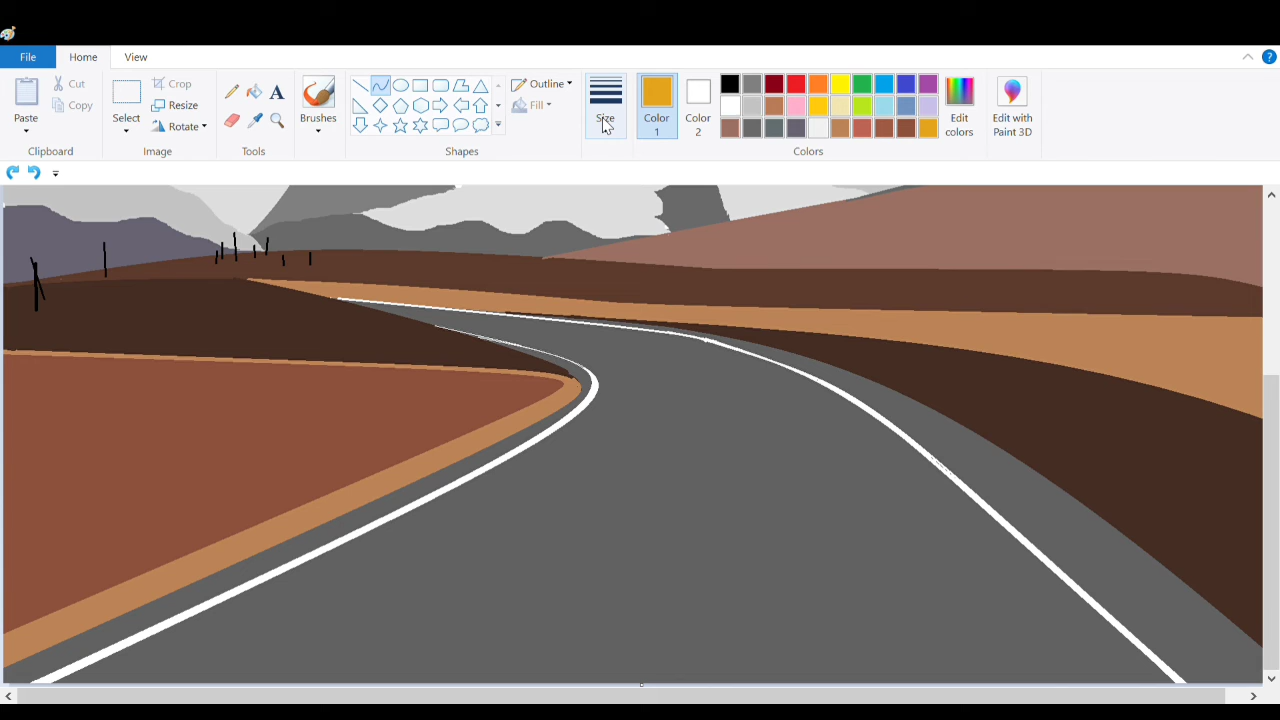 File Home View ?
Paste Cut Copy
Clipboard
Select Crop Resize Rotate
Image
A
Tools
Brushes
Outline Fill
Shapes
Size
Color 1
Color 2
Edit colors
Colors
Edit with Paint 3D